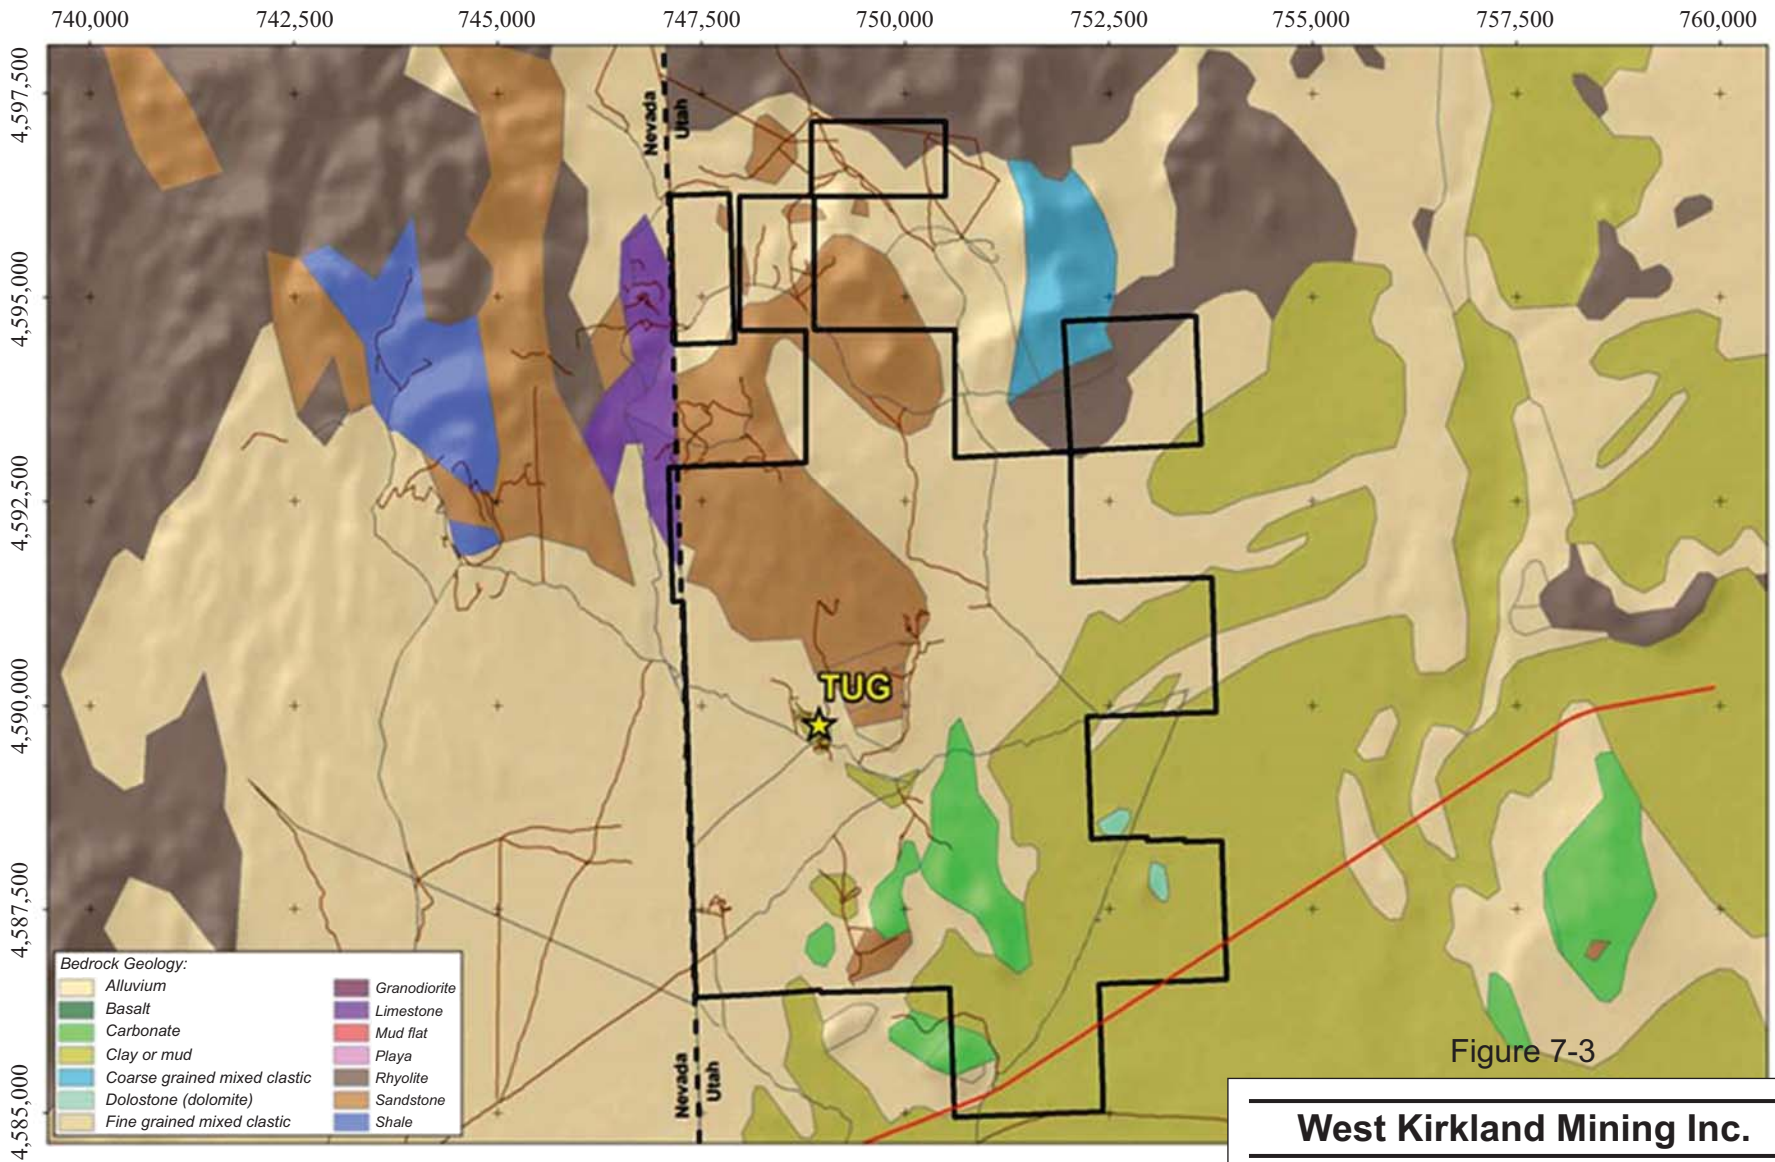 740,000 742,500 745,000 747,500 750,000 752,500 755,000 757,500 760,000
4,597,500
4,595,000
4,592,500
4,590,000
4,587,500
4,585,000
Nevada
Utah
TUG
Nevada
Utah
Bedrock Geology:
Alluvium
Basalt
Carbonate
Clay or mud
Coarse grained mixed clastic
Dolostone (dolomite)
Fine grained mixed clastic
Granodiorite
Limestone
Mud flat
Playa
Rhyolite
Sandstone
Shale
Figure 7-3
West Kirkland Mining Inc.